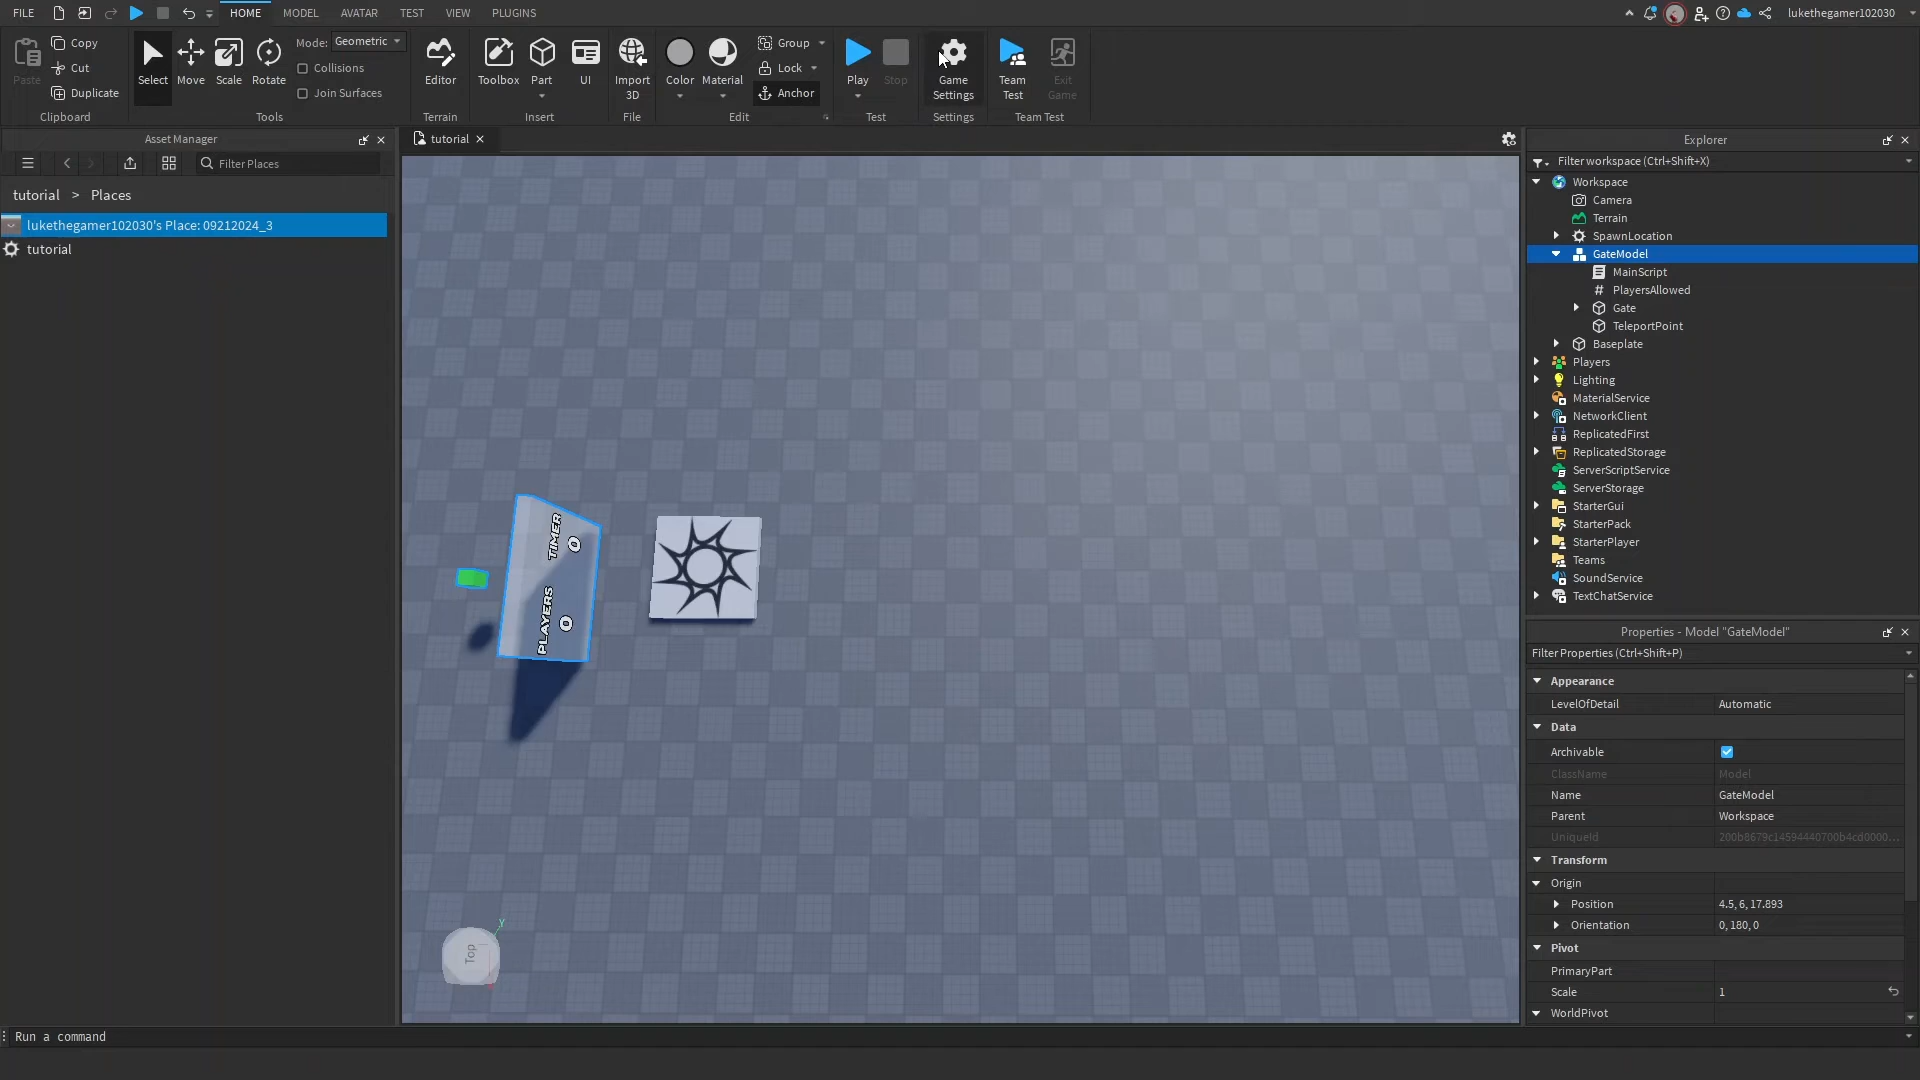 FILE HOME MODEL AVATAR TEST VIEW PLUGINS lukethegamer102030
Paste Copy Cut Duplicate Clipboard
Select Move Scale Rotate Mode: Geometric Collisions Join Surfaces Tools
Editor Terrain
Toolbox Part UI Insert
Import 3D File
Color Material Group Lock Anchor Edit
Play Stop Test
Game Settings Settings
Team Test Exit Game Team Test
Asset Manager
Filter Places
tutorial > Places
lukethegamer102030's Place: 09212024_3
tutorial
tutorial
TIMER
0
PLAYERS
0
Top
y
Explorer
Filter workspace (Ctrl+Shift+X)
Workspace
Camera
Terrain
SpawnLocation
GateModel
MainScript
PlayersAllowed
Gate
TeleportPoint
Baseplate
Players
Lighting
MaterialService
NetworkClient
ReplicatedFirst
ReplicatedStorage
ServerScriptService
ServerStorage
StarterGui
StarterPack
StarterPlayer
Teams
SoundService
TextChatService
Properties - Model "GateModel"
Filter Properties (Ctrl+Shift+P)
Appearance
LevelOfDetail Automatic
Data
Archivable
ClassName Model
Name GateModel
Parent Workspace
UniqueId 200b8679c14594440700b4cd0000...
Transform
Origin
Position 4.5, 6, 17.893
Orientation 0, 180, 0
Pivot
PrimaryPart
Scale 1
WorldPivot
Run a command